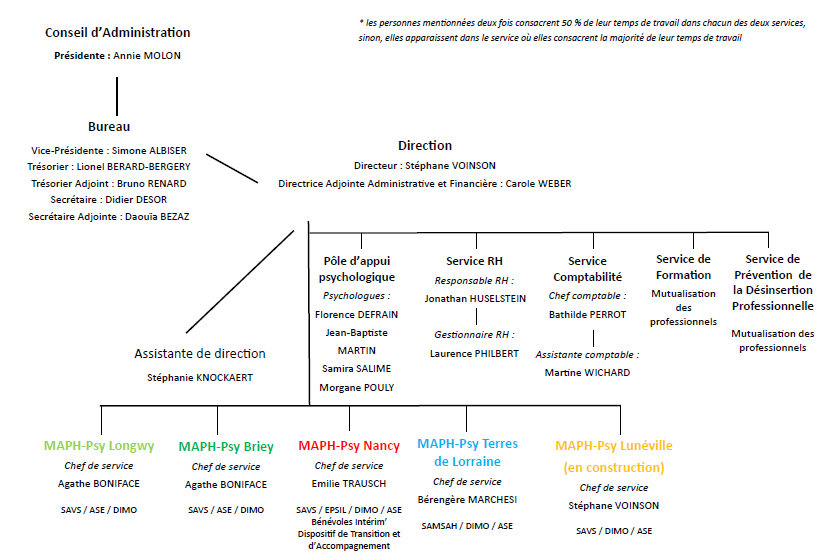 * les personnes mentionnées deux fois consacrent 50 % de leur temps de travail dans chacun des deux services,
sinon, elles apparaissent dans le service où elles consacrent la majorité de leur temps de travail
Conseil d'Administration
Présidente : Annie MOLON
Bureau
Vice-Présidente : Simone ALBISER
Trésorier : Lionel BERARD-BERGERY
Trésorier Adjoint : Bruno RENARD
Secrétaire : Didier DESOR
Secrétaire Adjointe : Daouïa BEZAZ
Direction
Directeur : Stéphane VOINSON
Directrice Adjointe Administrative et Financière : Carole WEBER
Assistante de direction
Stéphanie KNOCKAERT
Pôle d'appui
psychologique
Psychologues :
Florence DEFRAIN
Jean-Baptiste
MARTIN
Samira SALIME
Morgane POULY
Service RH
Responsable RH :
Jonathan HUSELSTEIN
Gestionnaire RH :
Laurence PHILBERT
Service
Comptabilité
Chef comptable :
Bathilde PERROT
Assistante comptable :
Martine WICHARD
Service de
Formation
Mutualisation
des
professionnels
Service de
Prévention de
la Désinsertion
Professionnelle
Mutualisation des
professionnels
MAPH-Psy Longwy
Chef de service
Agathe BONIFACE
SAVS / ASE / DIMO
MAPH-Psy Briey
Chef de service
Agathe BONIFACE
SAVS / ASE / DIMO
MAPH-Psy Nancy
Chef de service
Emilie TRAUSCH
SAVS / EPSIL / DIMO / ASE
Bénévoles Intérim'
Dispositif de Transition et
d'Accompagnement
MAPH-Psy Terres
de Lorraine
Chef de service
Bérengère MARCHESI
SAMSAH / DIMO / ASE
MAPH-Psy Lunéville
(en construction)
Chef de service
Stéphane VOINSON
SAVS / DIMO / ASE